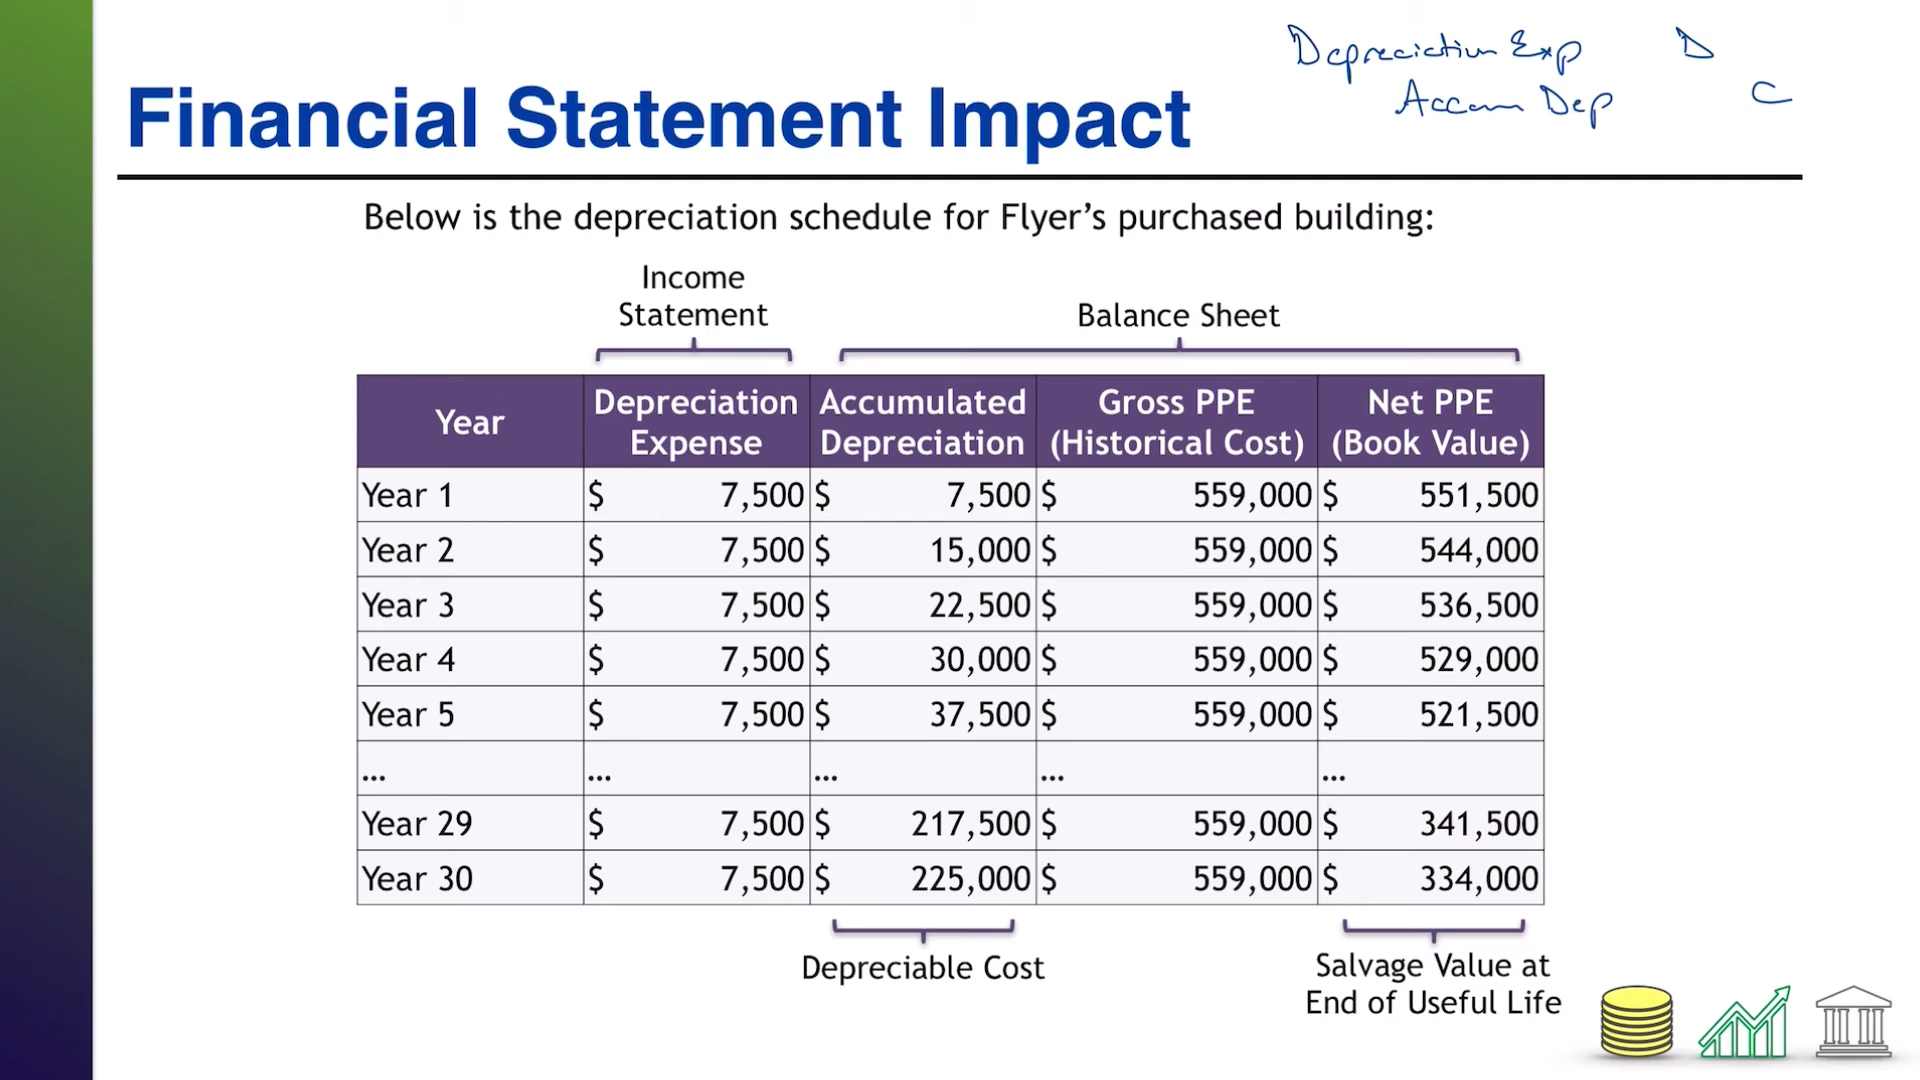 Depreciation Exp D
Accum Dep C
Financial Statement Impact
Below is the depreciation schedule for Flyer’s purchased building:
Income
Statement
Balance Sheet
Year Depreciation Expense Accumulated Depreciation Gross PPE (Historical Cost) Net PPE (Book Value)
Year 1 $ 7,500 $ 7,500 $ 559,000 $ 551,500
Year 2 $ 7,500 $ 15,000 $ 559,000 $ 544,000
Year 3 $ 7,500 $ 22,500 $ 559,000 $ 536,500
Year 4 $ 7,500 $ 30,000 $ 559,000 $ 529,000
Year 5 $ 7,500 $ 37,500 $ 559,000 $ 521,500
... ... ... ... ...
Year 29 $ 7,500 $ 217,500 $ 559,000 $ 341,500
Year 30 $ 7,500 $ 225,000 $ 559,000 $ 334,000
Depreciable Cost
Salvage Value at
End of Useful Life